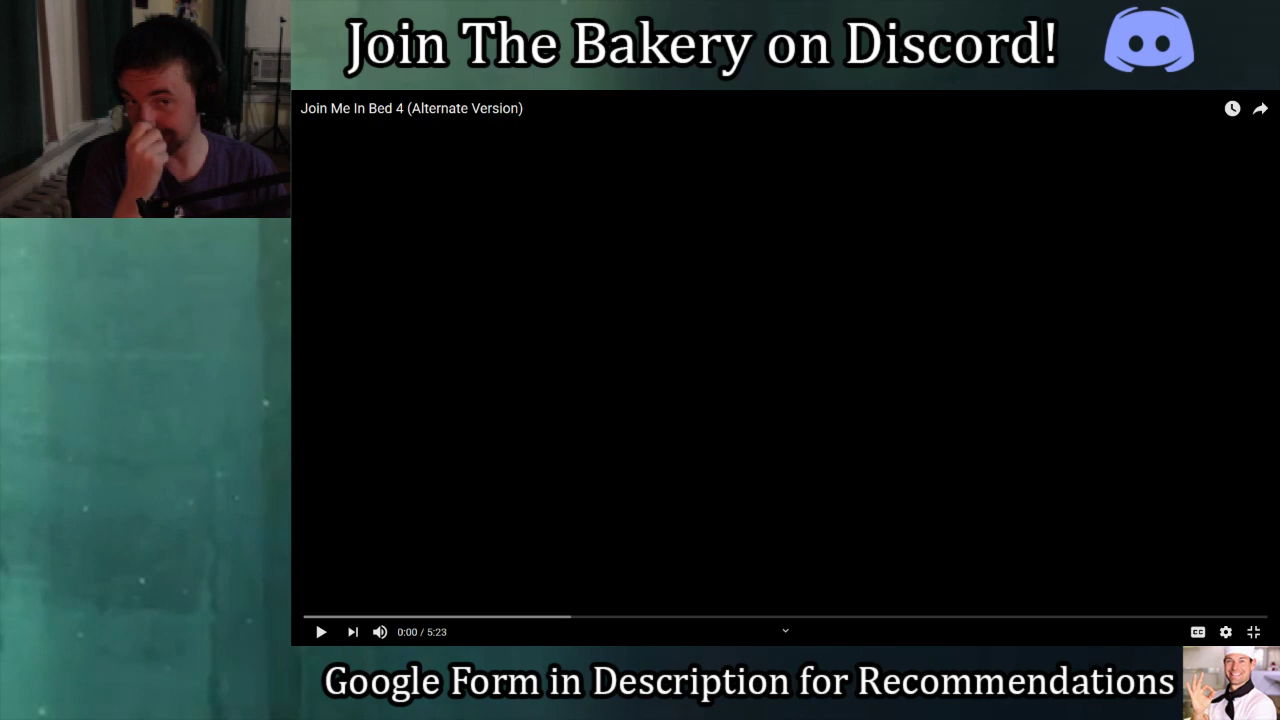 Join The Bakery on Discord!
Join Me In Bed 4 (Alternate Version)
0:00 / 5:23
CC
Google Form in Description for Recommendations